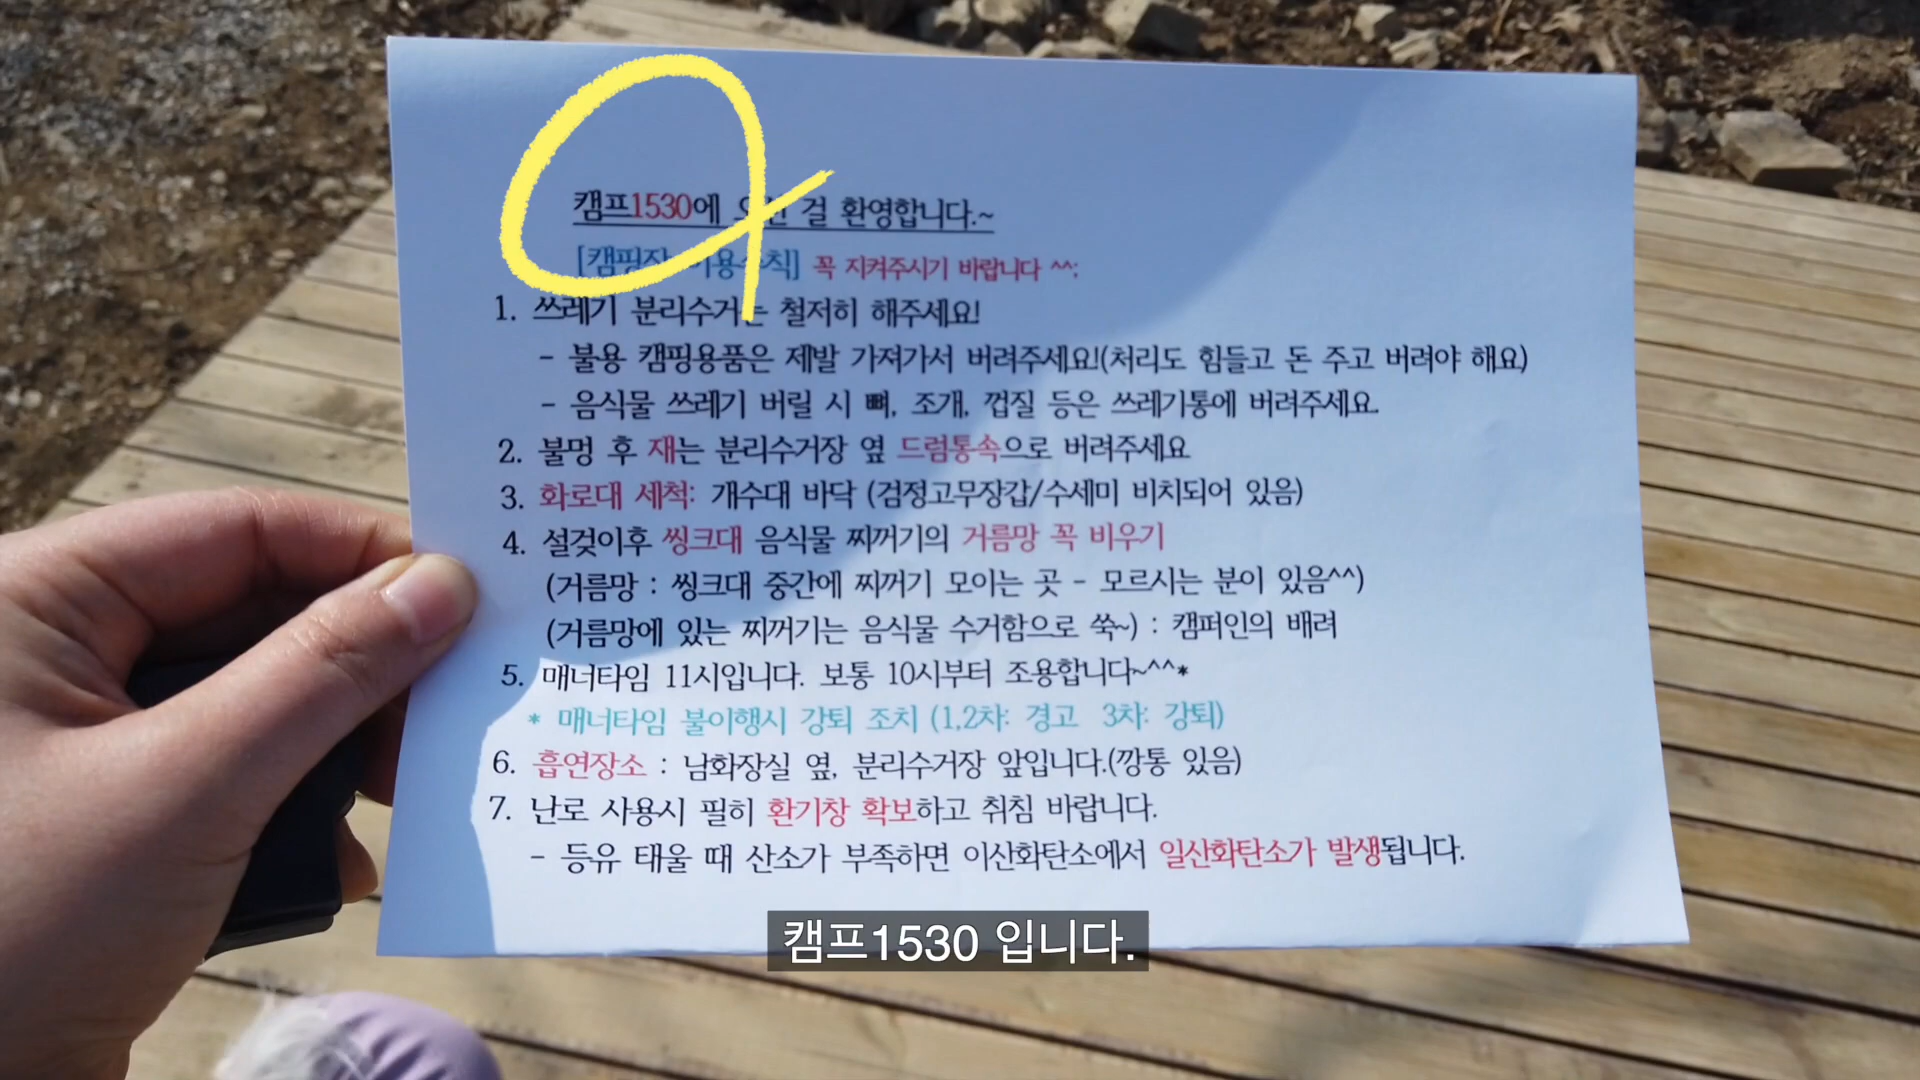 캠프1530에 오신 걸 환영합니다.~
[캠핑장 이용수칙] 꼭 지켜주시기 바랍니다 ^^;
1. 쓰레기 분리수거는 철저히 해주세요!
- 불용 캠핑용품은 제발 가져가서 버려주세요!(처리도 힘들고 돈 주고 버려야 해요)
- 음식물 쓰레기 버릴 시 뼈, 조개, 껍질 등은 쓰레기통에 버려주세요.
2. 불멍 후 재는 분리수거장 옆 드럼통속으로 버려주세요
3. 화로대 세척: 개수대 바닥 (검정고무장갑/수세미 비치되어 있음)
4. 설겆이후 씽크대 음식물 찌꺼기의 거름망 꼭 비우기
(거름망 : 씽크대 중간에 찌꺼기 모이는 곳 - 모르시는 분이 있음^^)
(거름망에 있는 찌꺼기는 음식물 수거함으로 쑥~) : 캠퍼인의 배려
5. 매너타임 11시입니다. 보통 10시부터 조용합니다~^^*
* 매너타임 불이행시 강퇴 조치 (1,2차: 경고 3차: 강퇴)
6. 흡연장소 : 남화장실 옆, 분리수거장 앞입니다.(깡통 있음)
7. 난로 사용시 필히 환기창 확보하고 취침 바랍니다.
- 등유 태울 때 산소가 부족하면 이산화탄소에서 일산화탄소가 발생됩니다.
캠프1530 입니다.